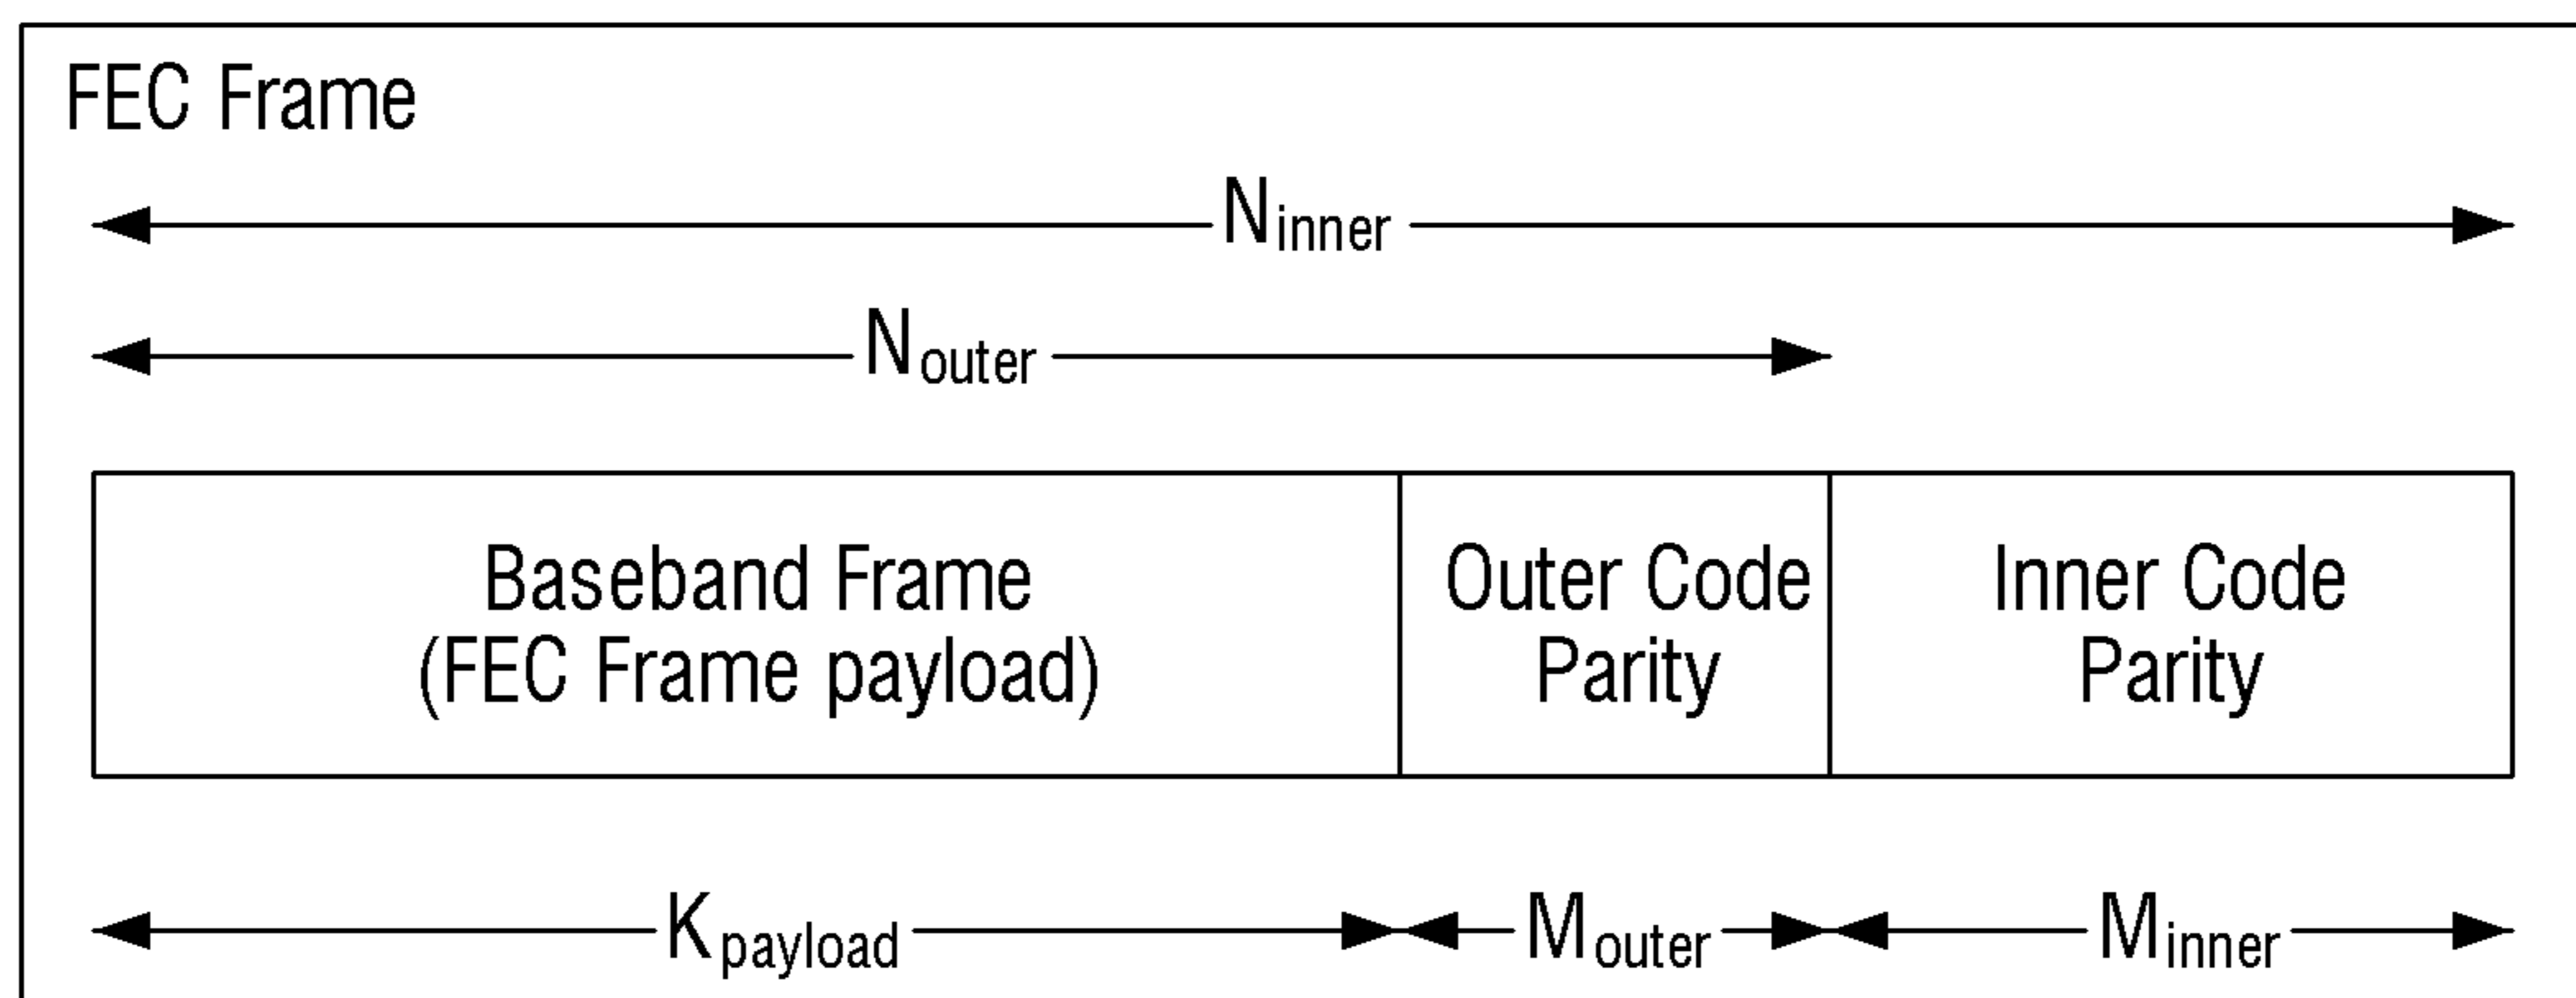 FEC Frame
Ninner
Nouter
Baseband Frame
(FEC Frame payload)
Outer Code
Parity
Inner Code
Parity
Kpayload
Mouter
Minner